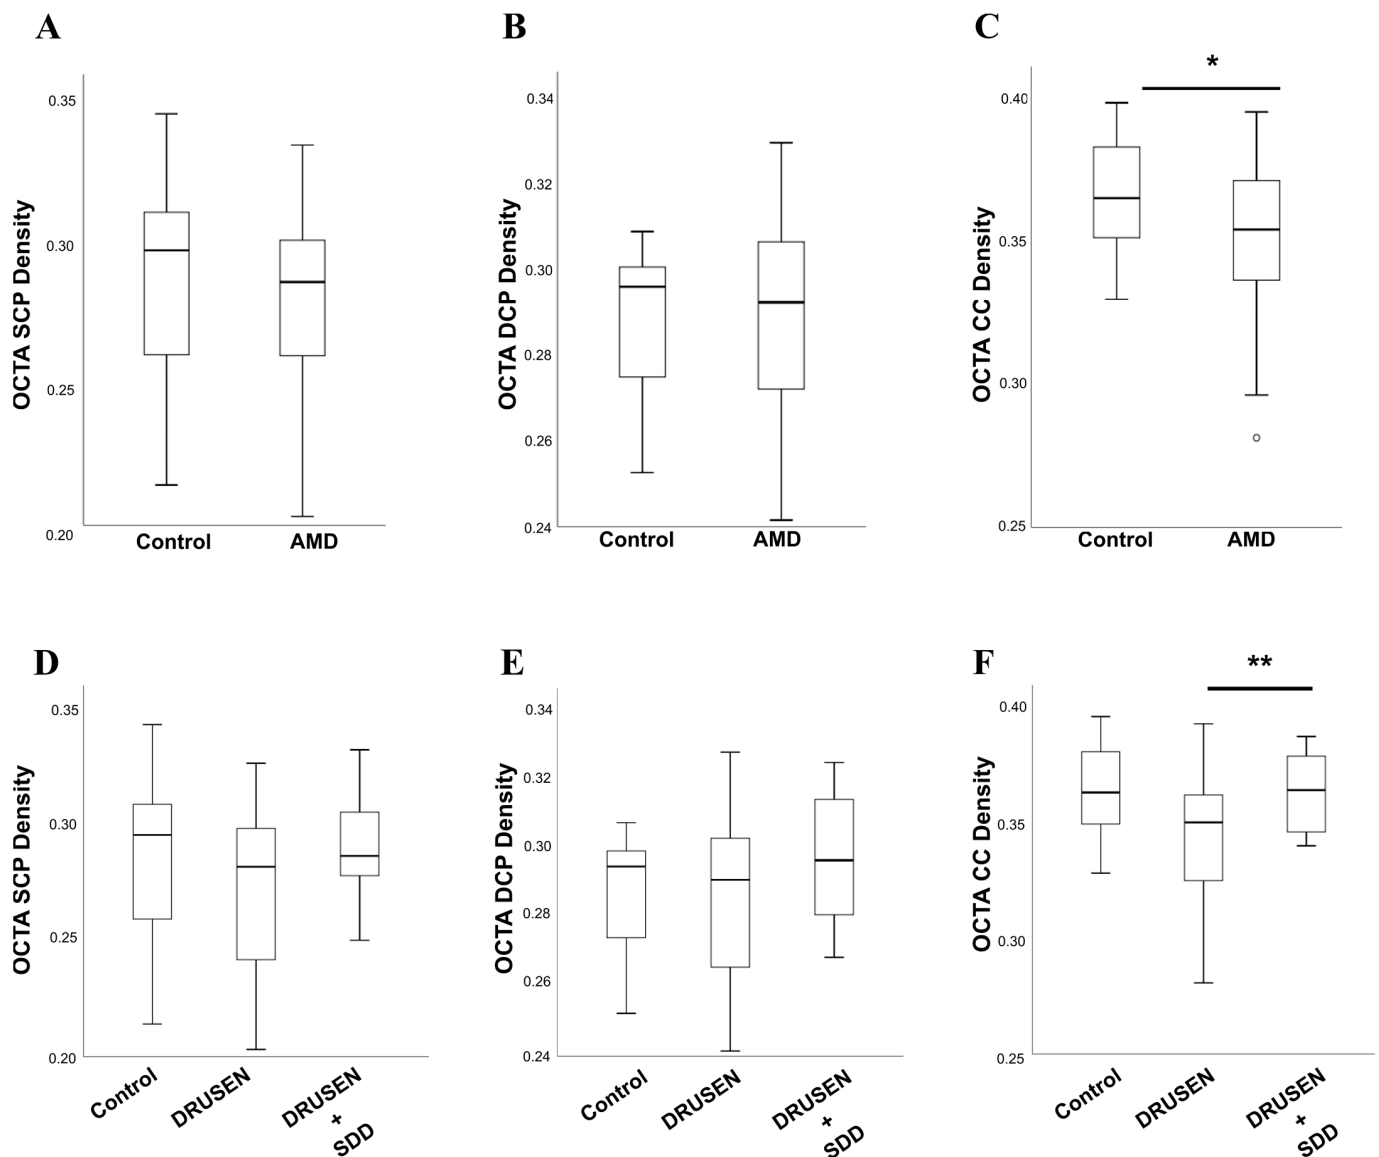 A
OCTA SCP Density
0.35
0.30
0.25
0.20
Control
AMD
B
OCTA DCP Density
0.34
0.32
0.30
0.28
0.26
0.24
Control
AMD
C
*
OCTA CC Density
0.40
0.35
0.30
0.25
Control
AMD
D
OCTA SCP Density
0.35
0.30
0.25
0.20
Control
DRUSEN
DRUSEN
+
SDD
E
OCTA DCP Density
0.34
0.32
0.30
0.28
0.26
0.24
Control
DRUSEN
DRUSEN
+
SDD
F
**
OCTA CC Density
0.40
0.35
0.30
0.25
Control
DRUSEN
DRUSEN
+
SDD